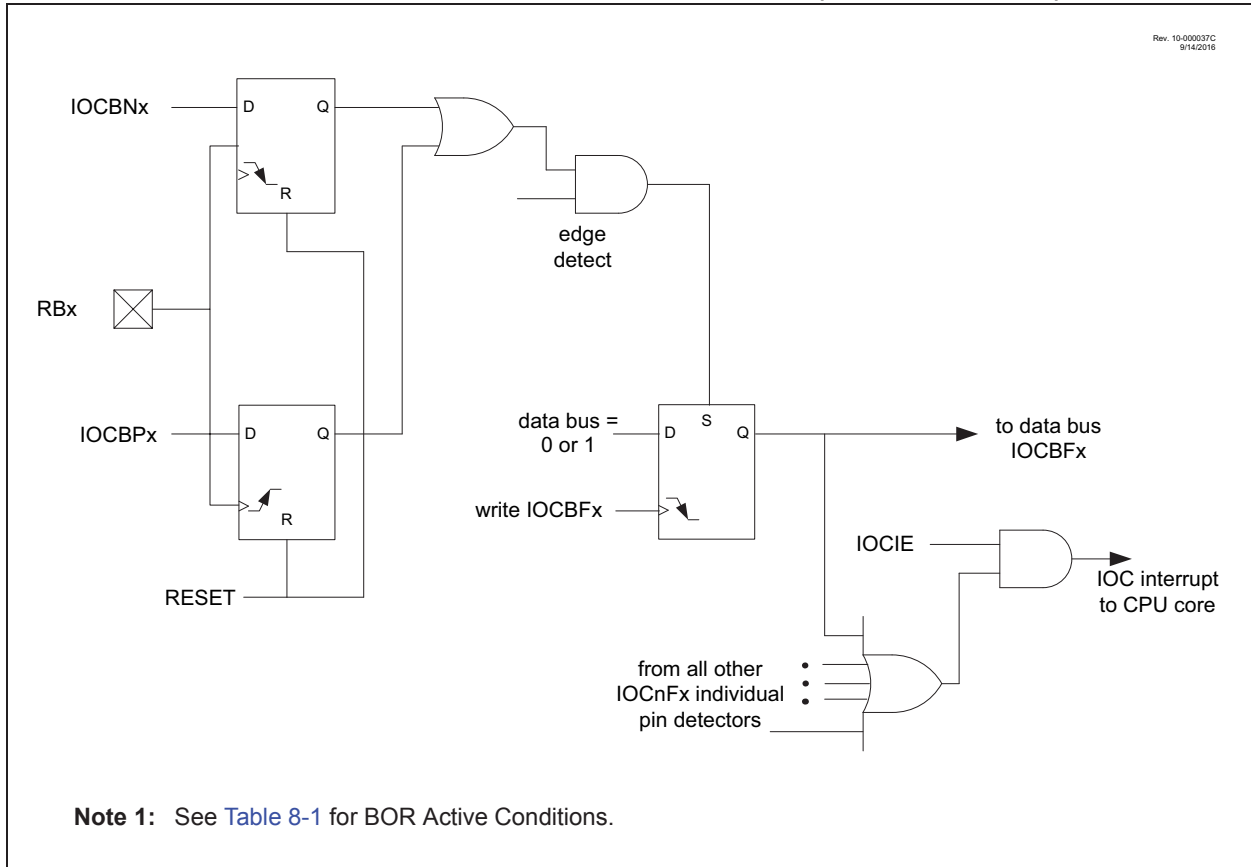 Rev. 10-000037C
9/14/2016
IOCBNx
D
Q
R
RBx
IOCBPx
D
Q
R
RESET
edge
detect
data bus =
0 or 1
S
D
Q
write IOCBFx
to data bus
IOCBFx
IOCIE
IOC interrupt
to CPU core
from all other
IOCnFx individual
pin detectors
Note 1: See Table 8-1 for BOR Active Conditions.